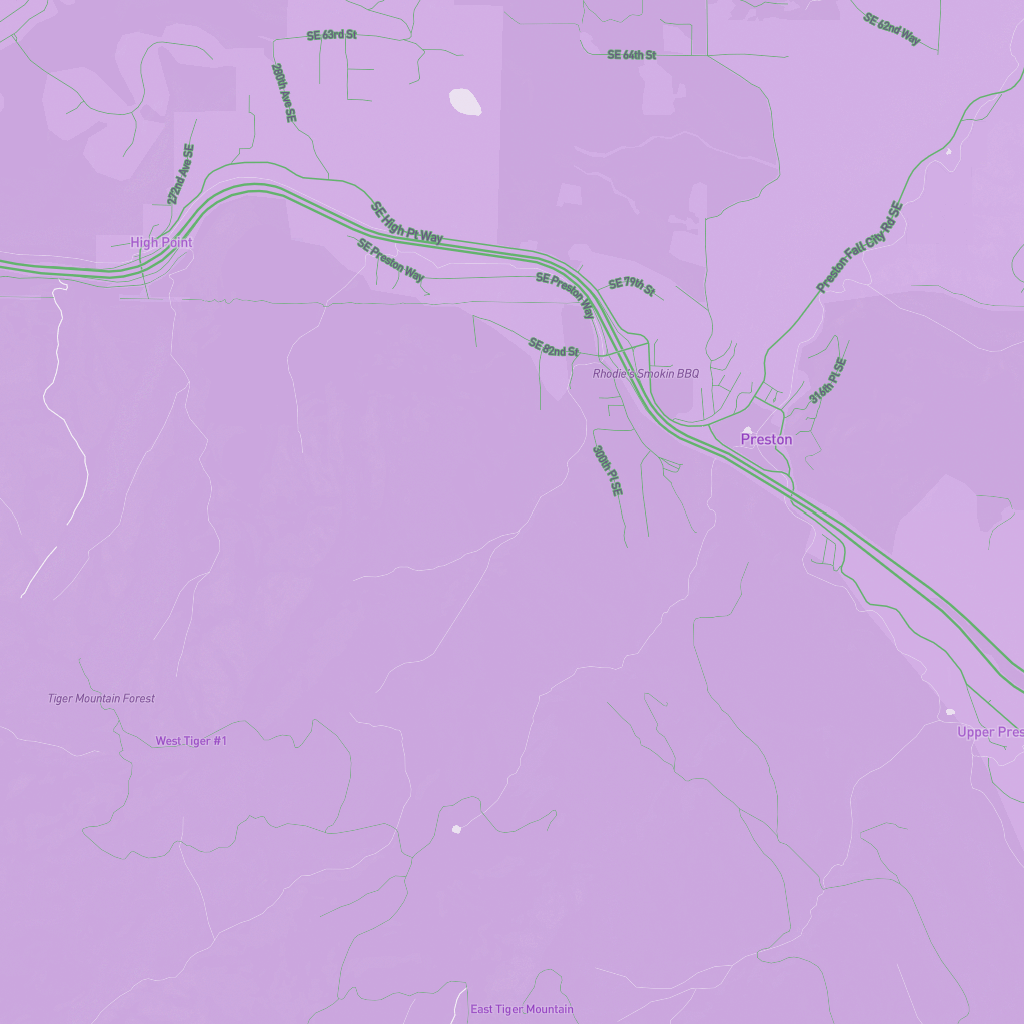 SE 62nd Way
SE 63rd St
SE 64th St
280th Ave SE
272nd Ave SE
High Point
SE High Pt Way
SE Preston Way
SE Preston Way
SE 79th St
Preston Fall City Rd SE
SE 82nd St
Rhodie's Smokin BBQ
316th Pl SE
Preston
300th Pl SE
Tiger Mountain Forest
West Tiger #1
Upper Pres
East Tiger Mountain